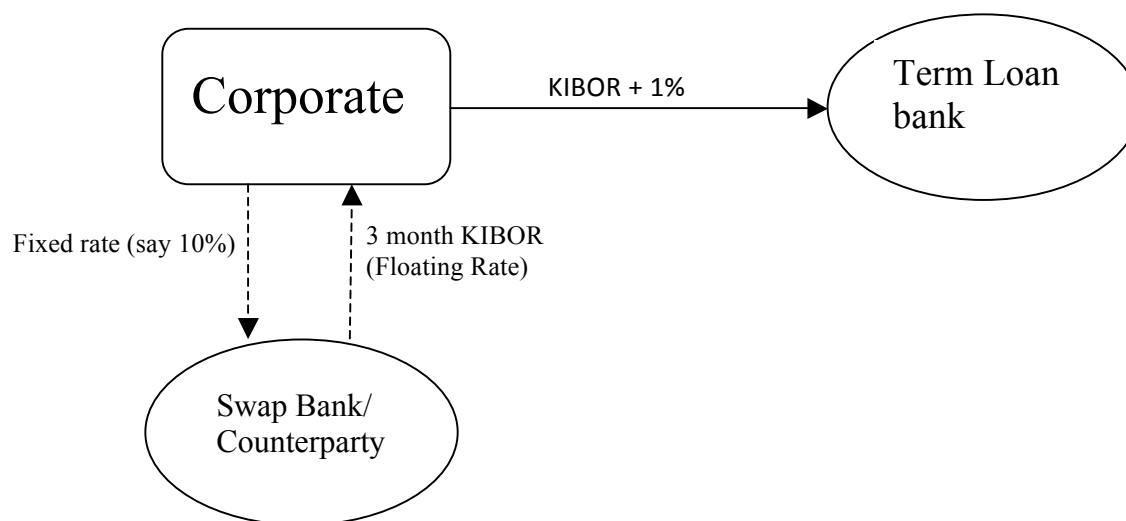 Corporate
KIBOR + 1%
Term Loan
bank
Fixed rate (say 10%)
3 month KIBOR
(Floating Rate)
Swap Bank/
Counterparty